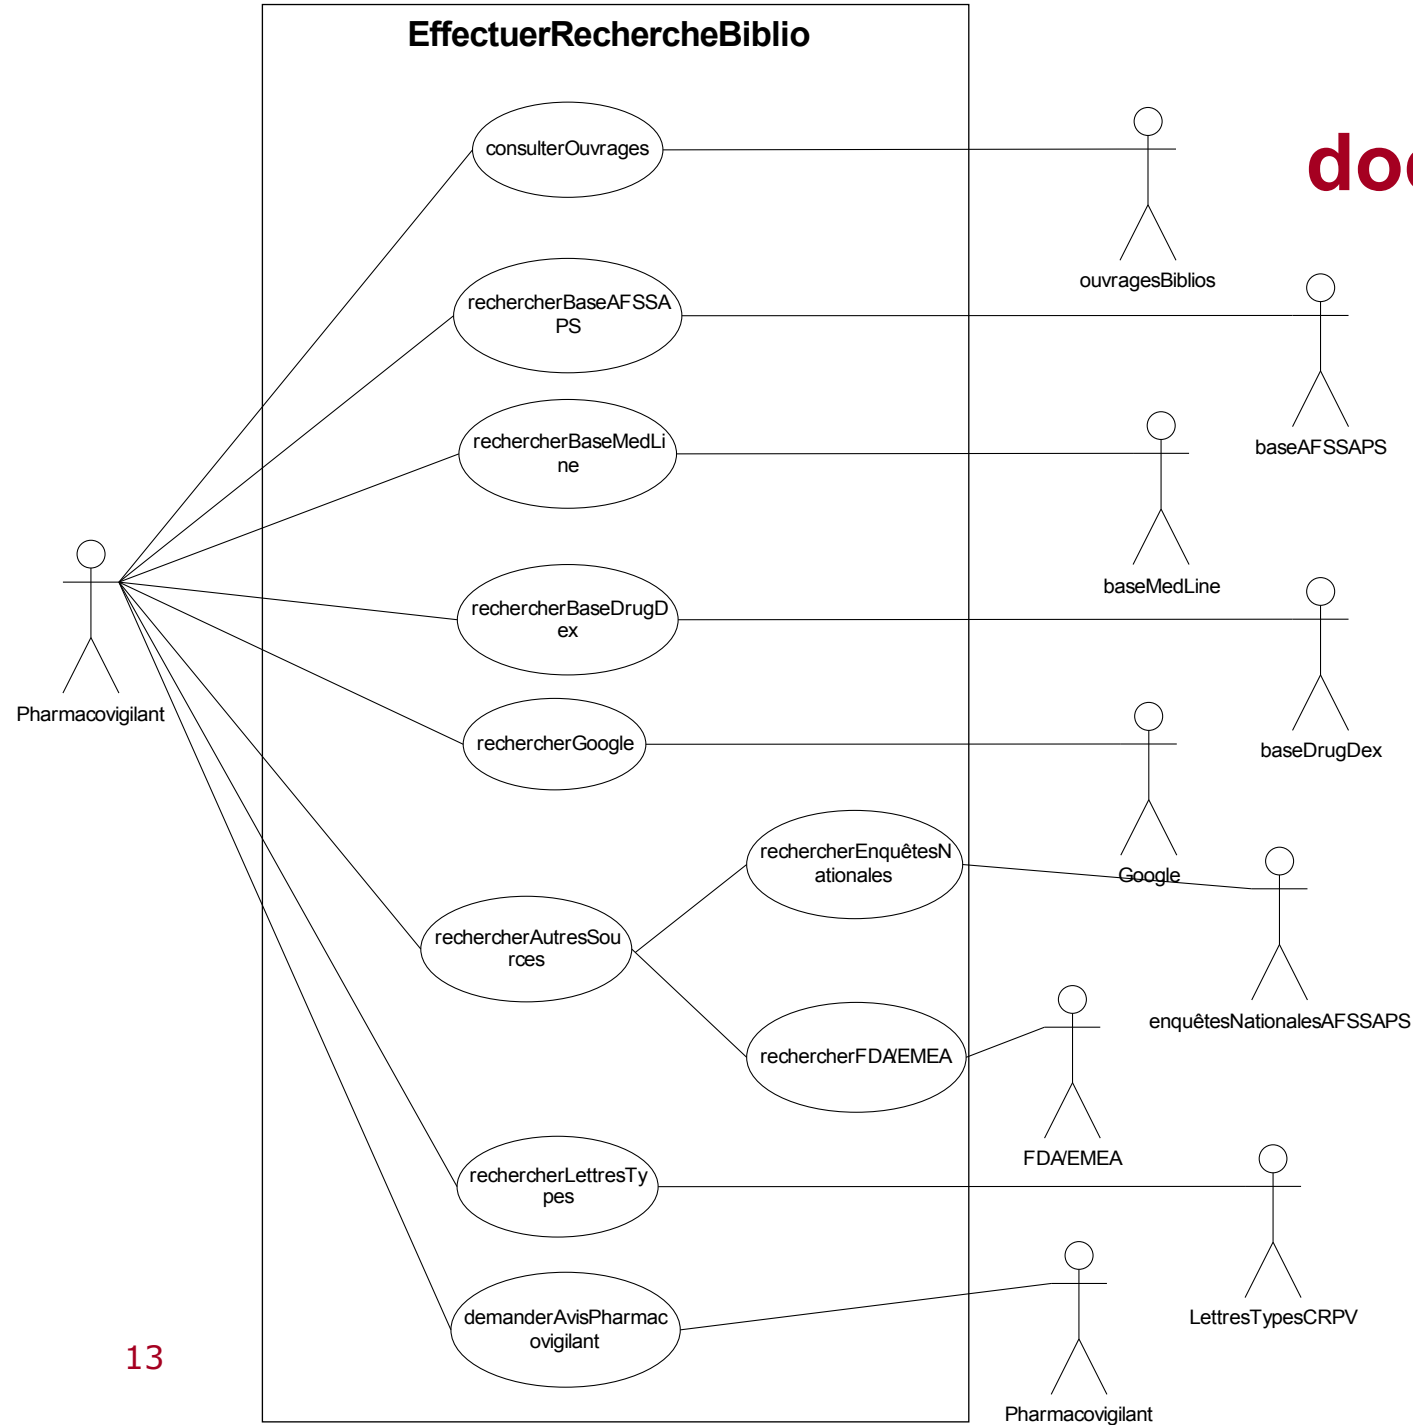 EffectuerRechercheBiblio
consulterOuvrages
ouvragesBiblios
rechercherBaseAFSSA
PS
baseAFSSAPS
rechercherBaseMedLi
ne
baseMedLine
rechercherBaseDrugD
ex
baseDrugDex
Pharmacovigilant
rechercherGoogle
Google
rechercherEnquêtesN
ationales
enquêtesNationalesAFSSAPS
rechercherAutresSou
rces
rechercherFDA/EMEA
FDA/EMEA
rechercherLettresTy
pes
LettresTypesCRPV
demanderAvisPharmac
ovigilant
Pharmacovigilant
13